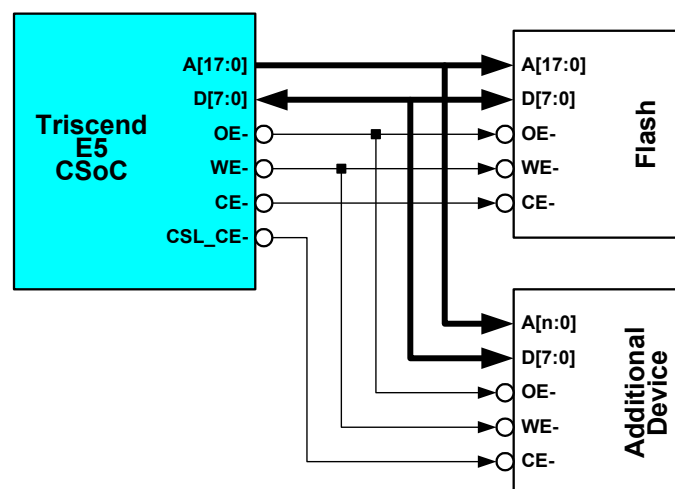 Triscend
E5
CSoC
A[17:0]
D[7:0]
OE-
WE-
CE-
CSL_CE-
A[17:0]
D[7:0]
OE-
WE-
CE-
Flash
A[n:0]
D[7:0]
OE-
WE-
CE-
Additional
Device